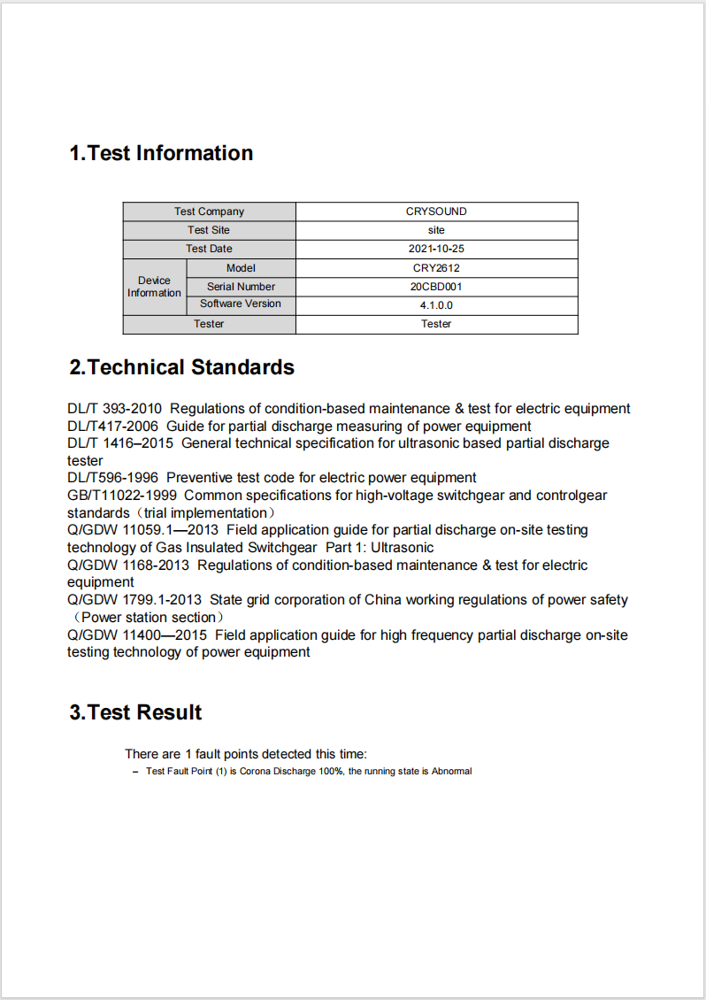 1.Test Information
Test Company CRYSOUND
Test Site site
Test Date 2021-10-25
Device Information
Model CRY2612
Serial Number 20CBD001
Software Version 4.1.0.0
Tester Tester
2.Technical Standards
DL/T 393-2010 Regulations of condition-based maintenance & test for electric equipment
DL/T417-2006 Guide for partial discharge measuring of power equipment
DL/T 1416–2015 General technical specification for ultrasonic based partial discharge
tester
DL/T596-1996 Preventive test code for electric power equipment
GB/T11022-1999 Common specifications for high-voltage switchgear and controlgear
standards（trial implementation）
Q/GDW 11059.1—2013 Field application guide for partial discharge on-site testing
technology of Gas Insulated Switchgear Part 1: Ultrasonic
Q/GDW 1168-2013 Regulations of condition-based maintenance & test for electric
equipment
Q/GDW 1799.1-2013 State grid corporation of China working regulations of power safety
（Power station section）
Q/GDW 11400—2015 Field application guide for high frequency partial discharge on-site
testing technology of power equipment
3.Test Result
There are 1 fault points detected this time:
– Test Fault Point (1) is Corona Discharge 100%, the running state is Abnormal